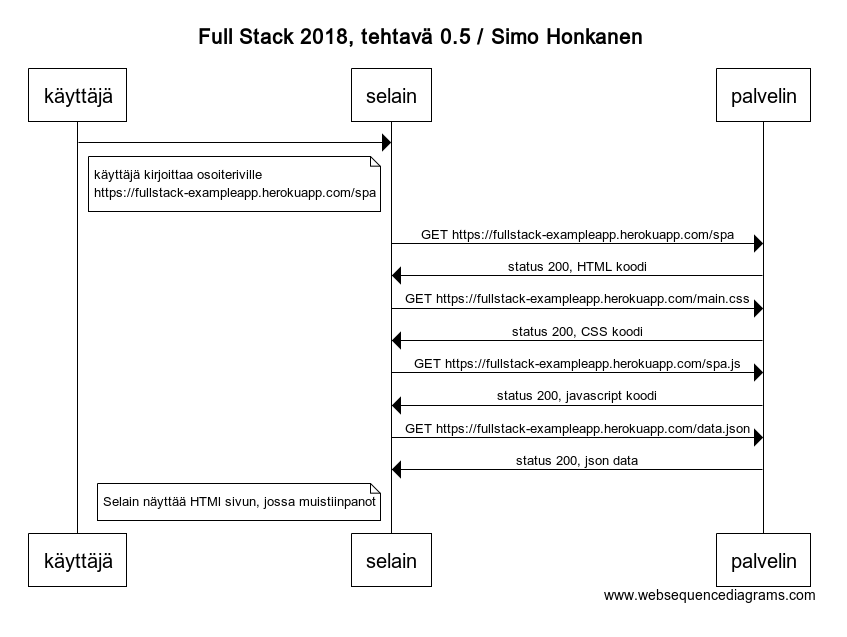 Full Stack 2018, tehtavä 0.5 / Simo Honkanen
käyttäjä
selain
palvelin
käyttäjä kirjoittaa osoiteriville
https://fullstack-exampleapp.herokuapp.com/spa
GET https://fullstack-exampleapp.herokuapp.com/spa
status 200, HTML koodi
GET https://fullstack-exampleapp.herokuapp.com/main.css
status 200, CSS koodi
GET https://fullstack-exampleapp.herokuapp.com/spa.js
status 200, javascript koodi
GET https://fullstack-exampleapp.herokuapp.com/data.json
status 200, json data
Selain näyttää HTMl sivun, jossa muistiinpanot
käyttäjä
selain
palvelin
www.websequencediagrams.com